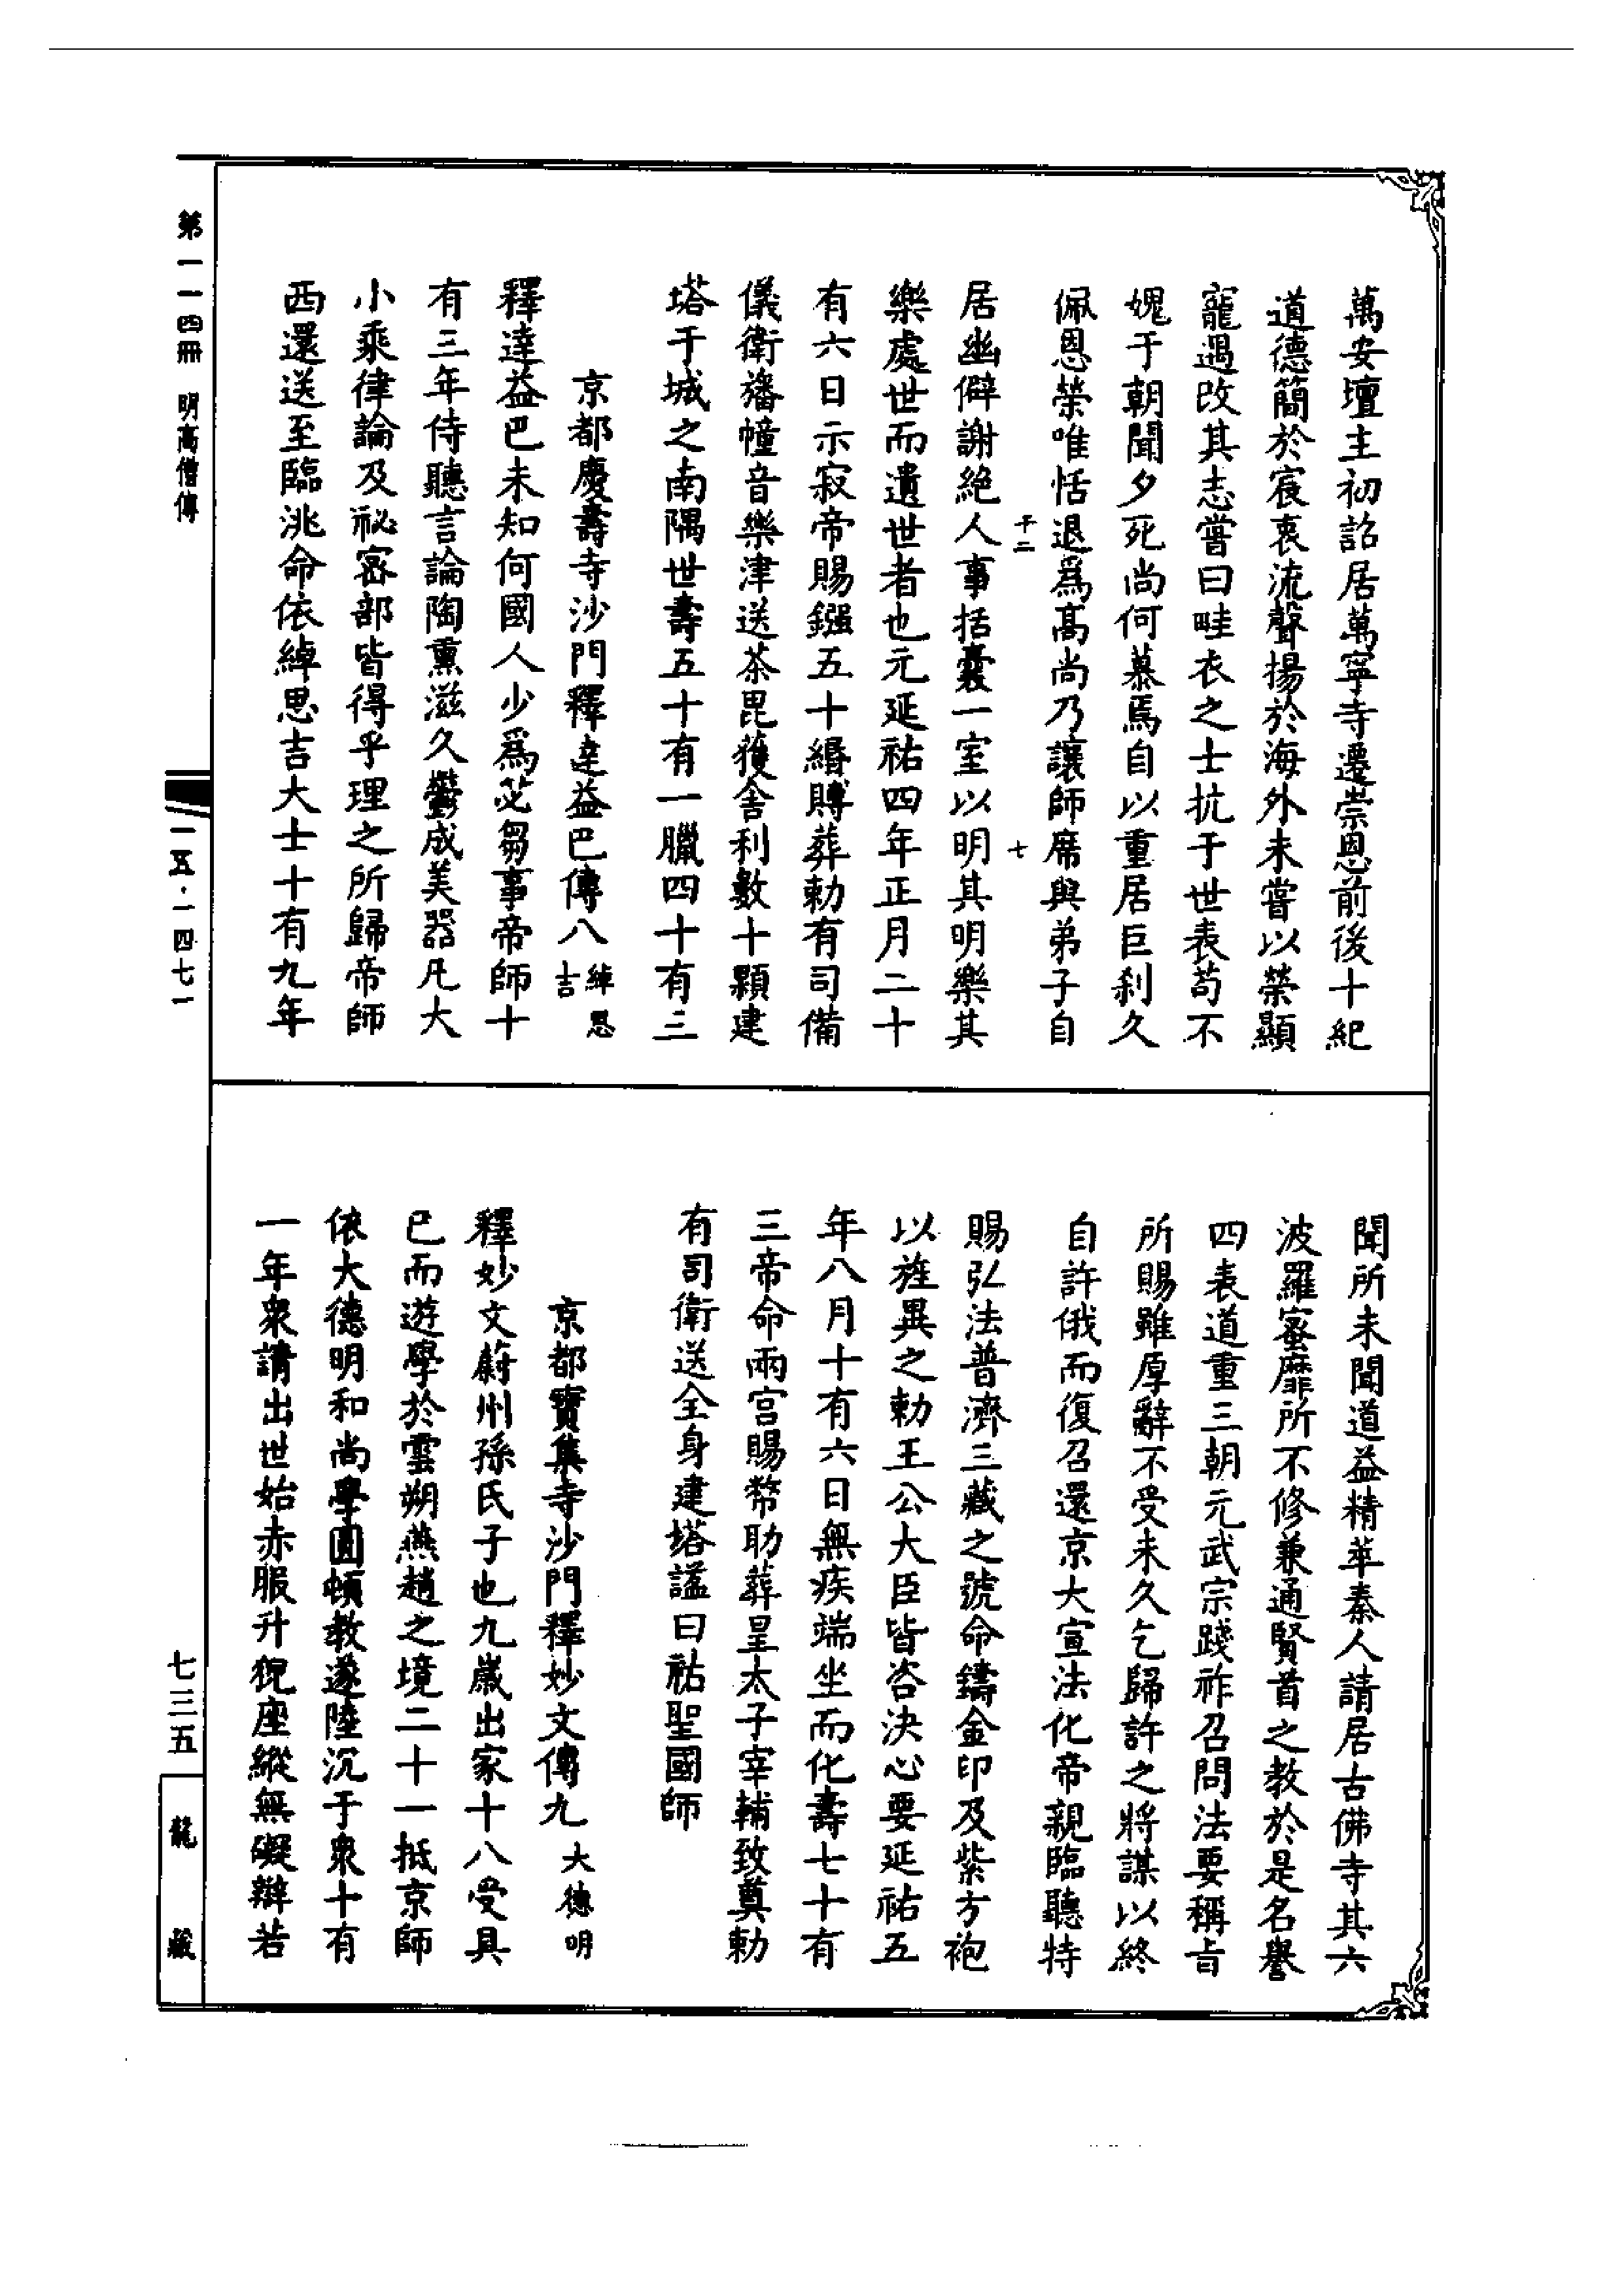 萬安壇主初詔居萬寧寺遷崇恩前後十紀
道德簡於宸衷流聲揚於海外未嘗以榮顯
寵遇改其志嘗曰畦衣之士抗于世表苟不
媿于朝聞夕死尚何慕焉自以重居巨刹久
佩恩榮唯恬退爲高尚乃讓師席與弟子自
干二
七
居幽僻謝絶人事括囊一室以明其明樂其
樂處世而遺世者也元延祐四年正月二十
有六日示寂帝賜鏹五十緡賻葬勅有司備
儀衛旛幢音樂津送茶毘獲舍利數十顆建
塔于城之南隅世壽五十有一臘四十有三
京都慶壽寺沙門釋達益巴傳八
綽思
吉
釋達益巴未知何國人少爲苾芻事帝師十
有三年侍聽言論陶熏滋久鬱成美器凡大
小乘律論及祕密部皆得乎理之所歸帝師
西還送至臨洮命依綽思吉大士十有九年
聞所未聞道益精萃秦人請居古佛寺其六
波羅蜜靡所不修兼通賢首之教於是名譽
四表道重三朝元武宗踐祚召問法要稱旨
所賜雖厚辭不受未久乞歸許之將謀以終
自許俄而復召還京大宣法化帝親臨聽特
賜弘法普濟三藏之號命鑄金印及紫方袍
以旌異之勅王公大臣皆咨決心要延祐五
年八月十有六日無疾端坐而化壽七十有
三帝命兩宮賜幣助葬皇太子宰輔致奠勅
有司衛送全身建塔諡曰祐聖國師
京都寶集寺沙門釋妙文傳九
大德明
釋妙文蔚州孫氏子也九歲出家十八受具
已而遊學於雲朔燕趙之境二十一抵京師
依大德明和尚學圓頓教遂陸沉于衆十有
一年衆請出世始赤服升猊座縱無礙辯若
第一一四冊 明高僧傳
一一五·一四七一
七三五
龍藏